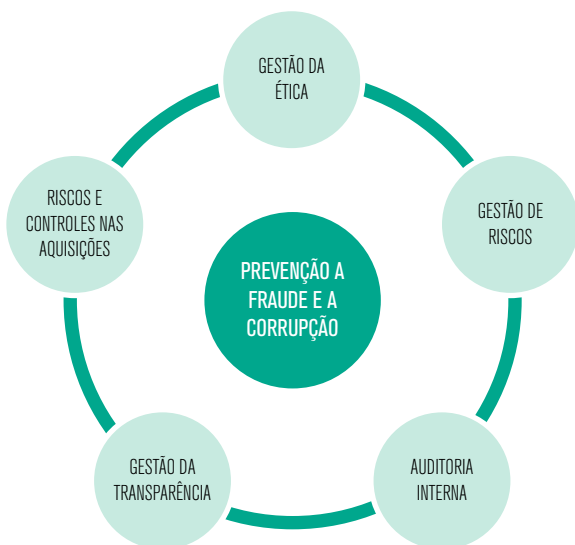 GESTÃO DA
ÉTICA
GESTÃO DE
RISCOS
AUDITORIA
INTERNA
GESTÃO DA
TRANSPARÊNCIA
RISCOS E
CONTROLES NAS
AQUISIÇÕES
PREVENÇÃO A
FRAUDE E A
CORRUPÇÃO